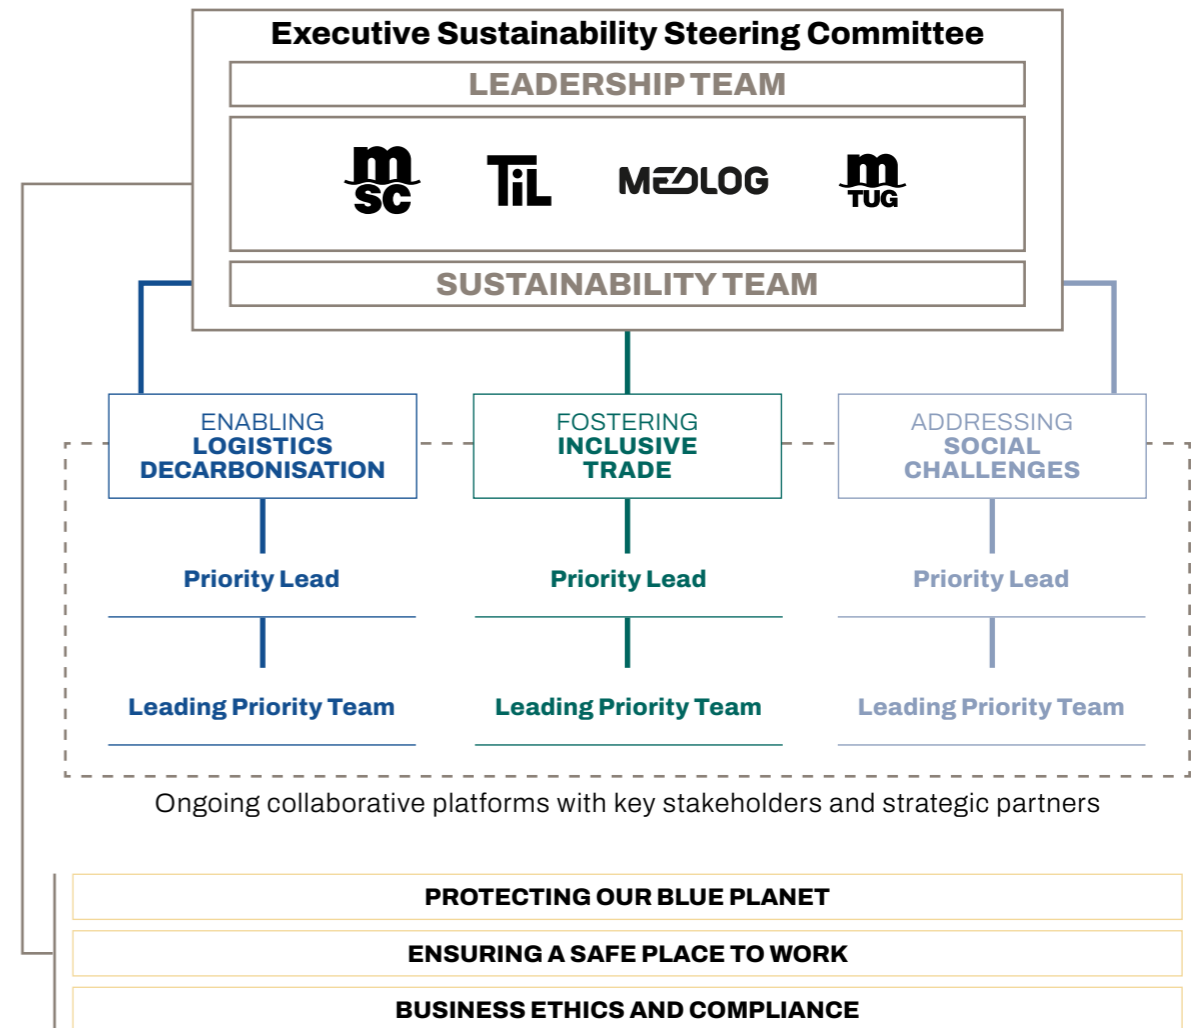 Executive Sustainability Steering Committee
LEADERSHIP TEAM
m SC TiL MEDLOG m TUG
SUSTAINABILITY TEAM
ENABLING
LOGISTICS
DECARBONISATION
FOSTERING
INCLUSIVE
TRADE
ADDRESSING
SOCIAL
CHALLENGES
Priority Lead
Priority Lead
Priority Lead
Leading Priority Team
Leading Priority Team
Leading Priority Team
Ongoing collaborative platforms with key stakeholders and strategic partners
PROTECTING OUR BLUE PLANET
ENSURING A SAFE PLACE TO WORK
BUSINESS ETHICS AND COMPLIANCE